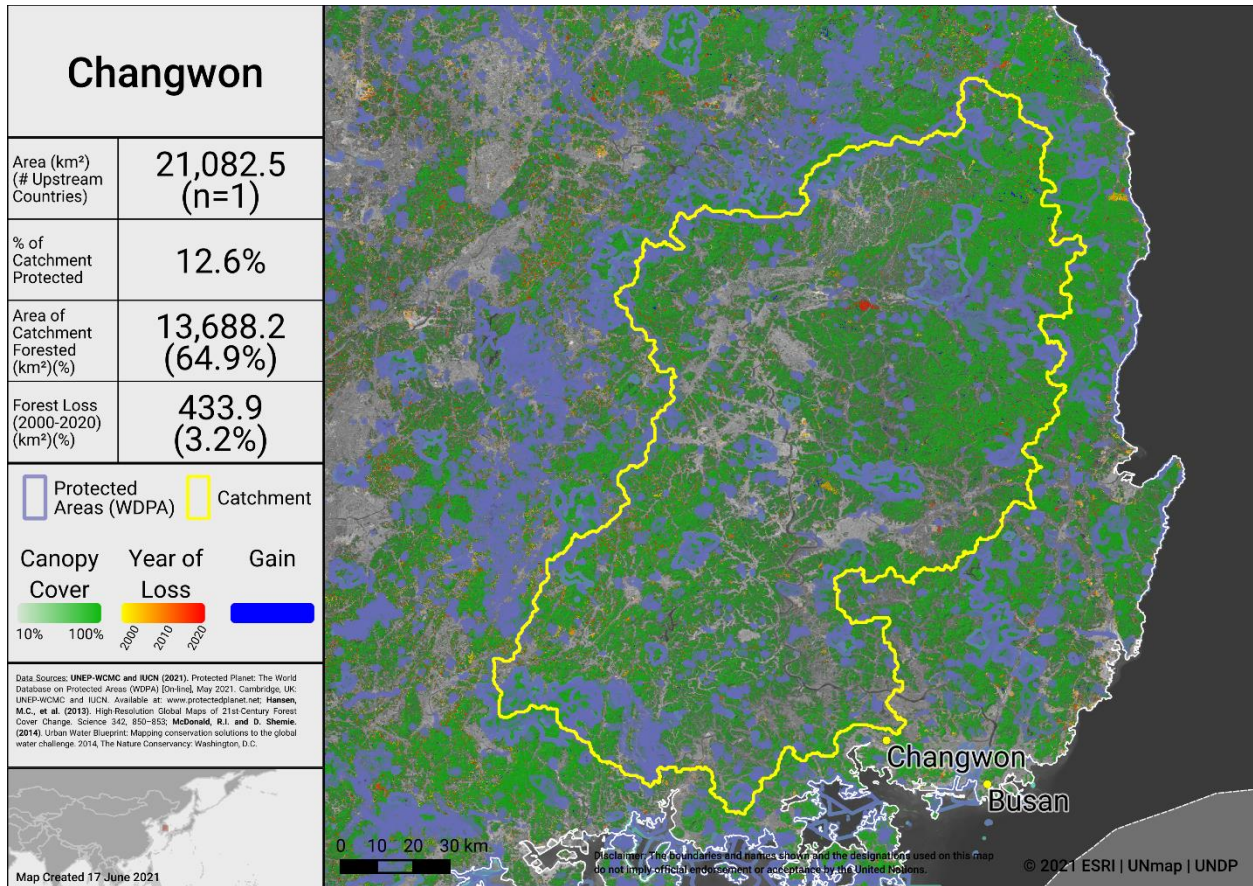 Changwon
Area (km²)
(# Upstream
Countries)
21,082.5
(n=1)
% of
Catchment
Protected
12.6%
Area of
Catchment
Forested
(km²)(%)
13,688.2
(64.9%)
Forest Loss
(2000-2020)
(km²)(%)
433.9
(3.2%)
Protected
Areas (WDPA)
Catchment
Canopy
Cover
10% 100%
Year of
Loss
2000 2010 2020
Gain
Data Sources: UNEP-WCMC and IUCN (2021). Protected Planet: The World
Database on Protected Areas (WDPA) [On-line], May 2021. Cambridge, UK:
UNEP-WCMC and IUCN. Available at: www.protectedplanet.net; Hansen,
M.C., et al. (2013). High-Resolution Global Maps of 21st-Century Forest
Cover Change. Science 342, 850–853; McDonald, R.I. and D. Shemie.
(2014). Urban Water Blueprint: Mapping conservation solutions to the global
water challenge. 2014, The Nature Conservancy: Washington, D.C.
Map Created 17 June 2021
Changwon
Busan
0 10 20 30 km
Disclaimer: The boundaries and names shown and the designations used on this map
do not imply official endorsement or acceptance by the United Nations.
© 2021 ESRI | UNmap | UNDP